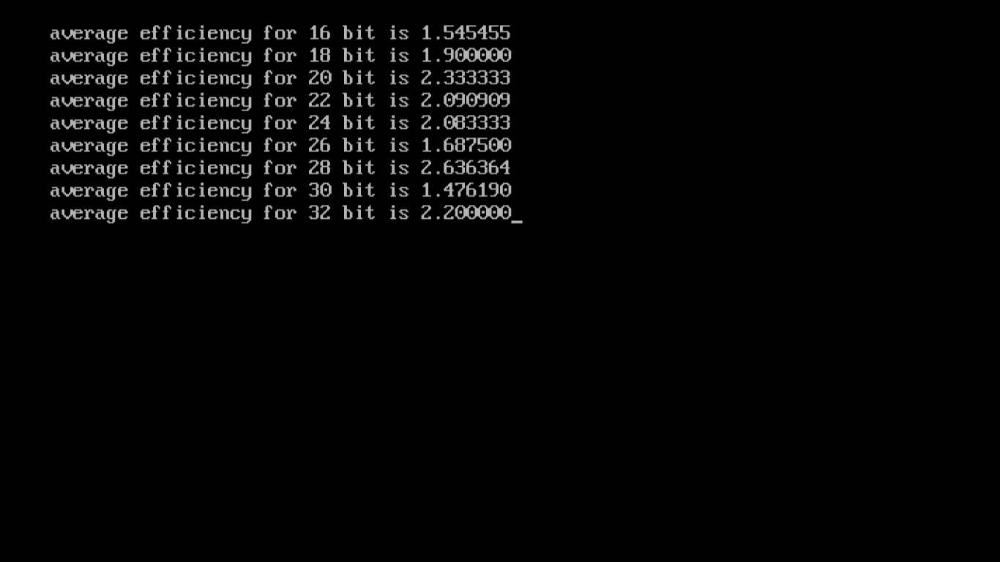 average efficiency for 16 bit is 1.545455
average efficiency for 18 bit is 1.900000
average efficiency for 20 bit is 2.333333
average efficiency for 22 bit is 2.090909
average efficiency for 24 bit is 2.083333
average efficiency for 26 bit is 1.687500
average efficiency for 28 bit is 2.636364
average efficiency for 30 bit is 1.476190
average efficiency for 32 bit is 2.200000_